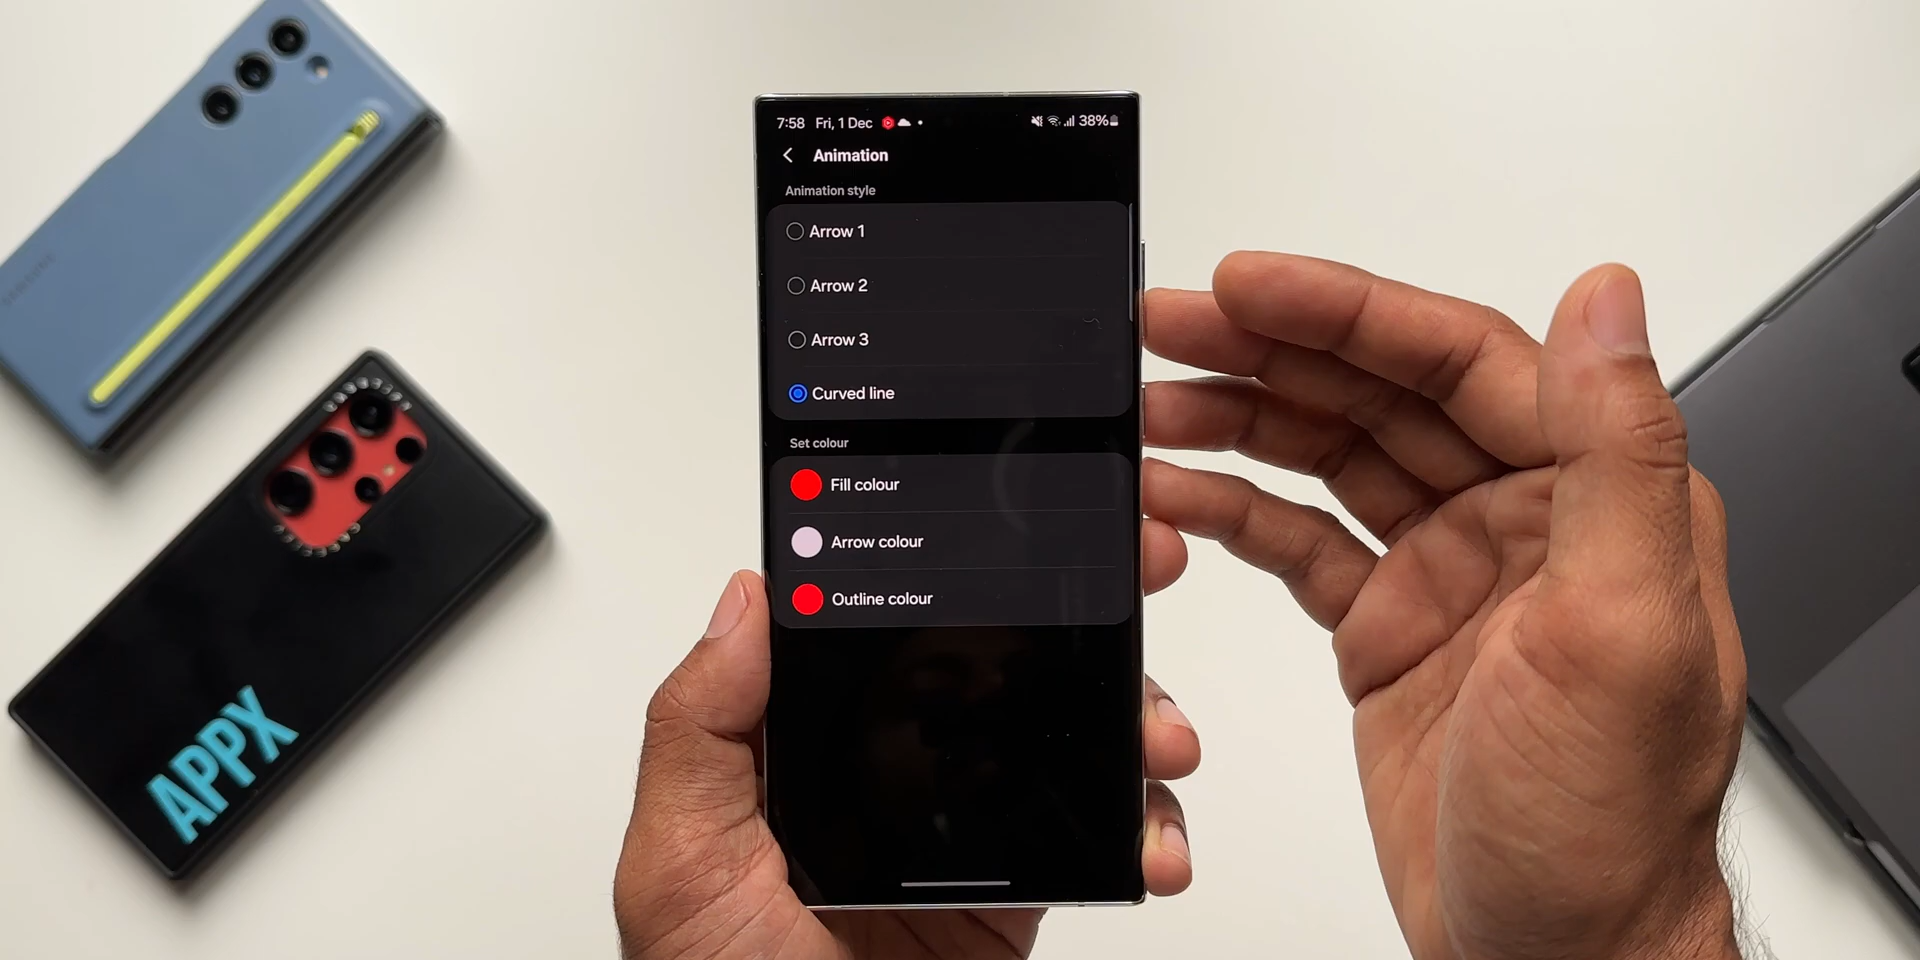 7:58 Fri, 1 Dec 38%
Animation
Animation style
Arrow 1
Arrow 2
Arrow 3
Curved line
Set colour
Fill colour
Arrow colour
Outline colour
SAMSUNG
APPX